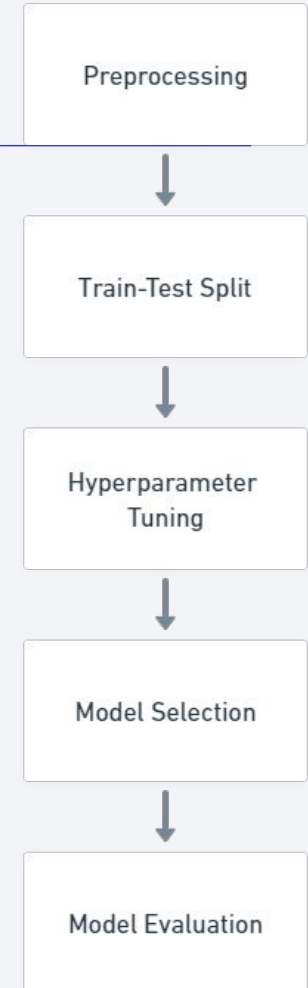 Preprocessing
Train-Test Split
Hyperparameter
Tuning
Model Selection
Model Evaluation